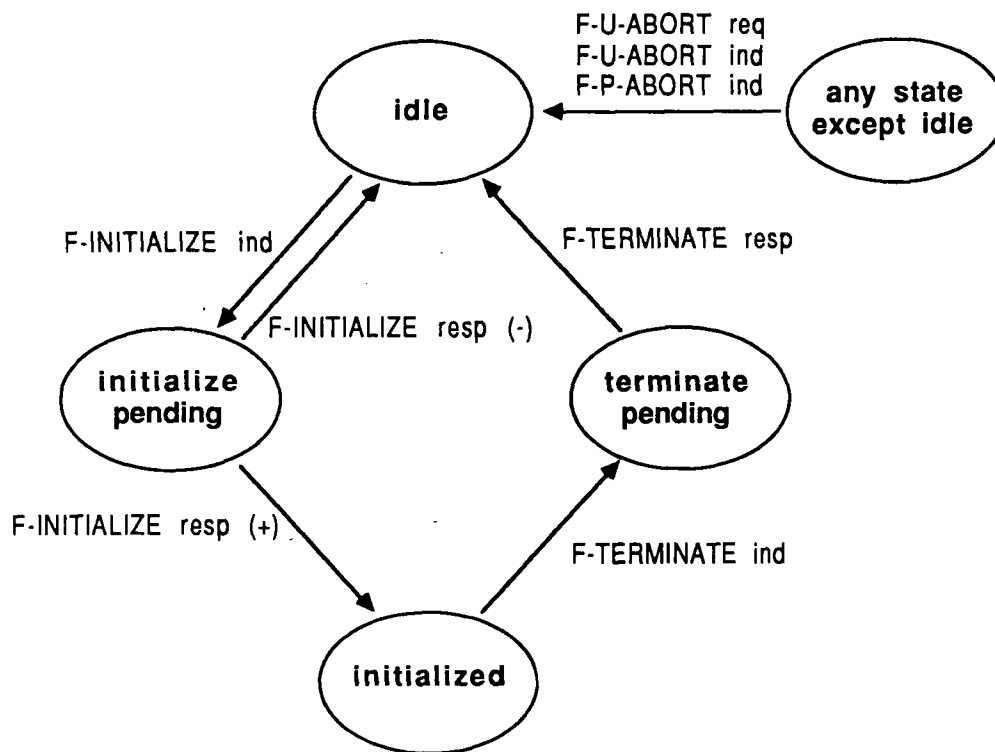 F-U-ABORT req
F-U-ABORT ind
F-P-ABORT ind
idle
any state
except idle
F-INITIALIZE ind
F-TERMINATE resp
F-INITIALIZE resp (-)
initialize
pending
terminate
pending
F-INITIALIZE resp (+)
F-TERMINATE ind
initialized